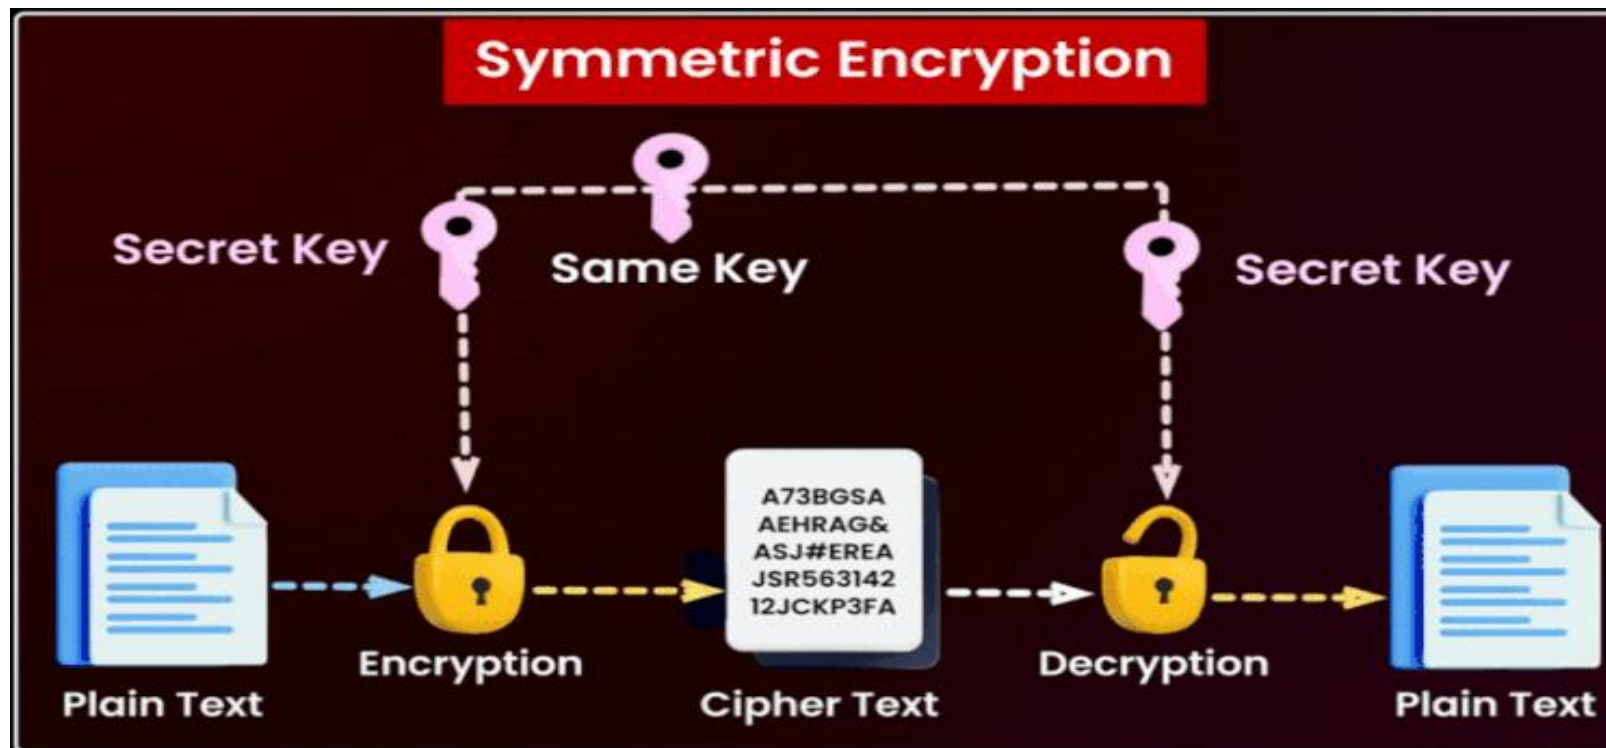 Symmetric Encryption
Secret Key
Same Key
Secret Key
A73BGSA
AEHRAG&
ASJ#EREA
JSR563142
12JCKP3FA
Encryption
Decryption
Plain Text
Cipher Text
Plain Text